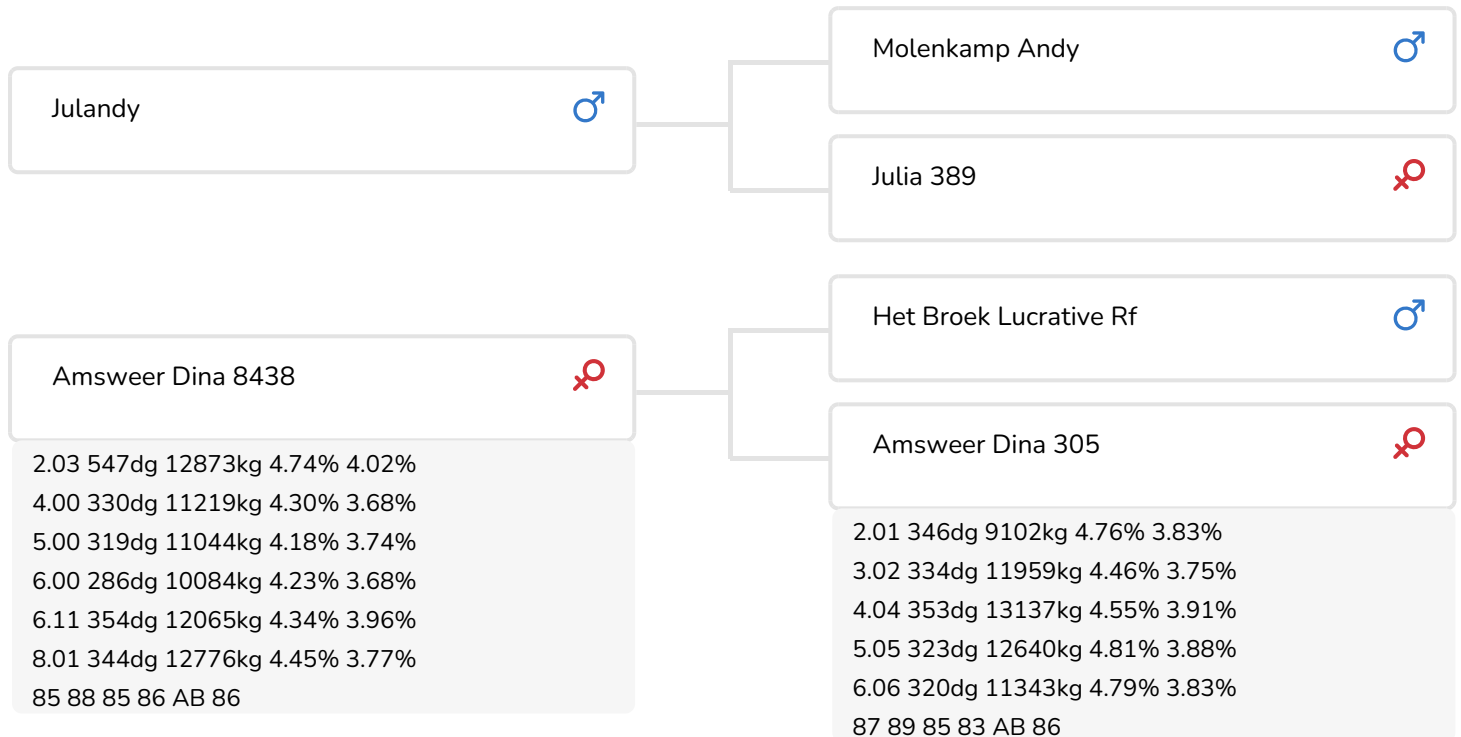 Julandy
Molenkamp Andy
Julia 389
Amsweer Dina 8438
2.03 547dg 12873kg 4.74% 4.02%
4.00 330dg 11219kg 4.30% 3.68%
5.00 319dg 11044kg 4.18% 3.74%
6.00 286dg 10084kg 4.23% 3.68%
6.11 354dg 12065kg 4.34% 3.96%
8.01 344dg 12776kg 4.45% 3.77%
85 88 85 86 AB 86
Het Broek Lucrative Rf
Amsweer Dina 305
2.01 346dg 9102kg 4.76% 3.83%
3.02 334dg 11959kg 4.46% 3.75%
4.04 353dg 13137kg 4.55% 3.91%
5.05 323dg 12640kg 4.81% 3.88%
6.06 320dg 11343kg 4.79% 3.83%
87 89 85 83 AB 86